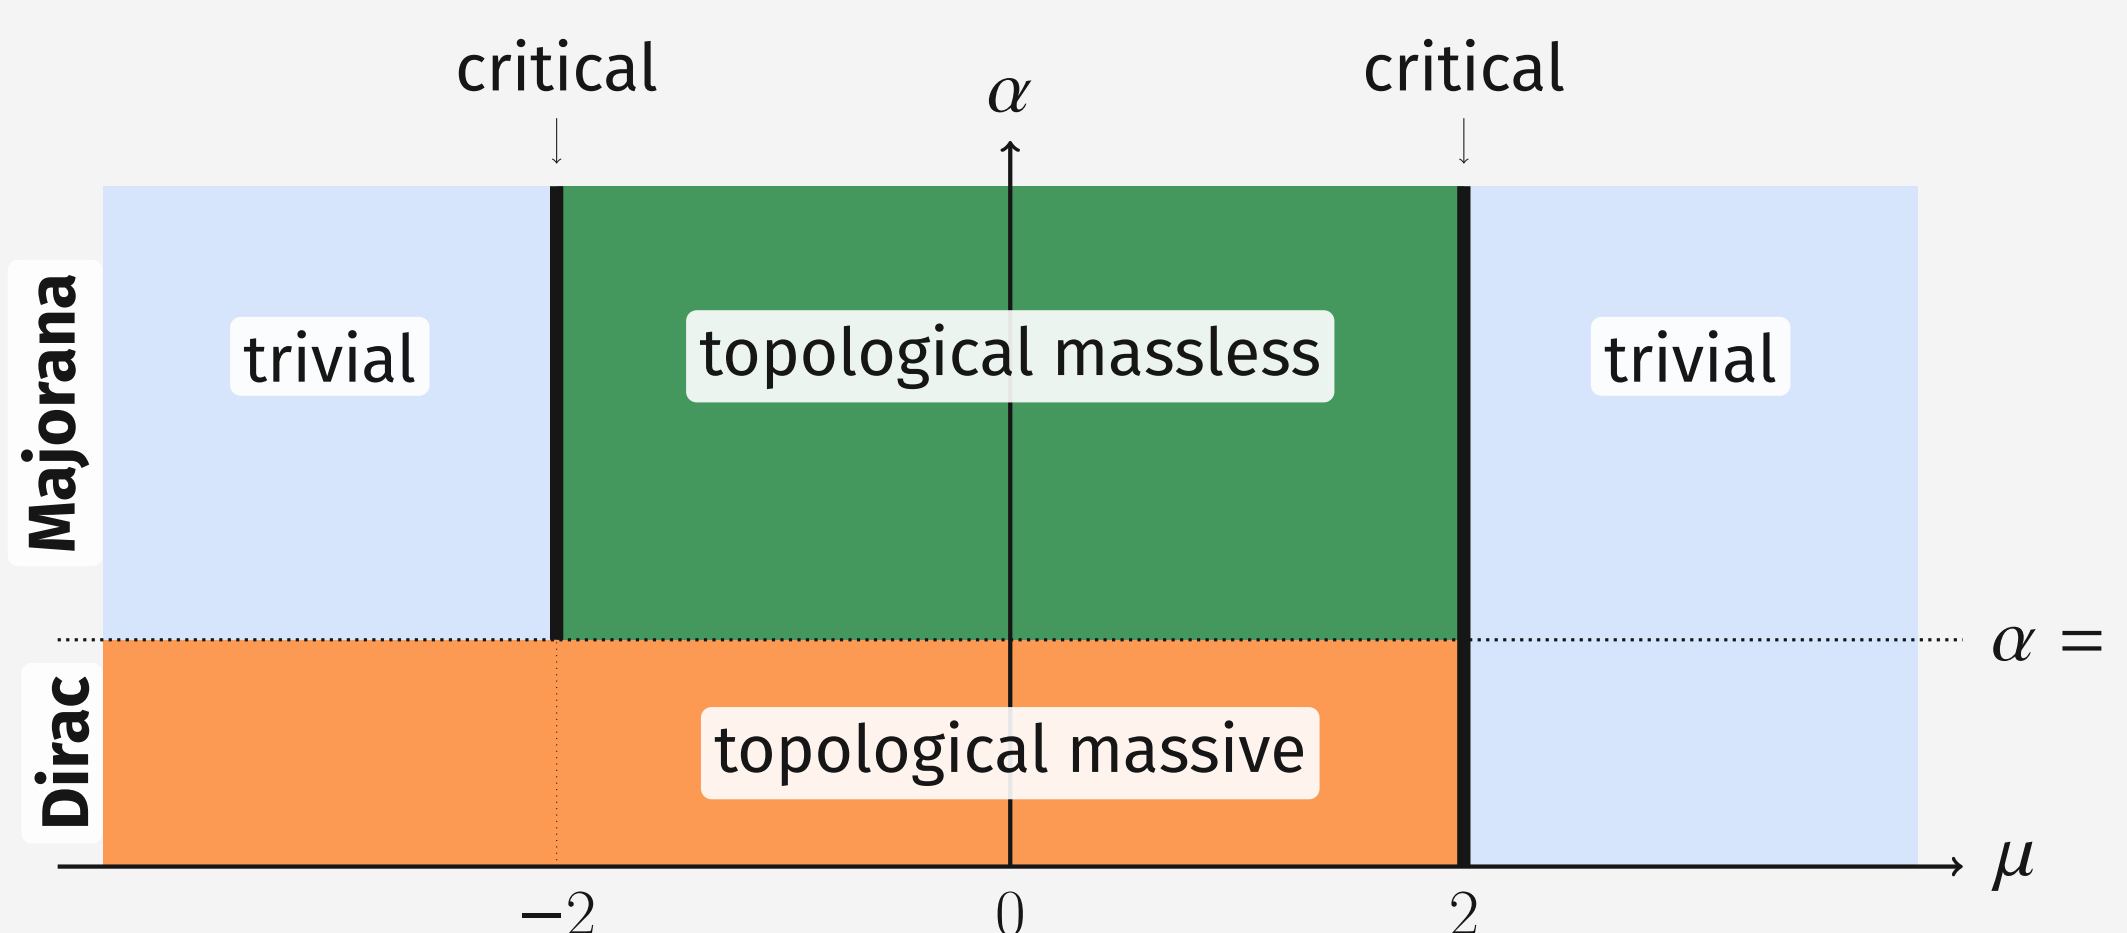 critical
critical
α
Majorana
trivial
topological massless
trivial
α =
Dirac
topological massive
μ
−2
0
2